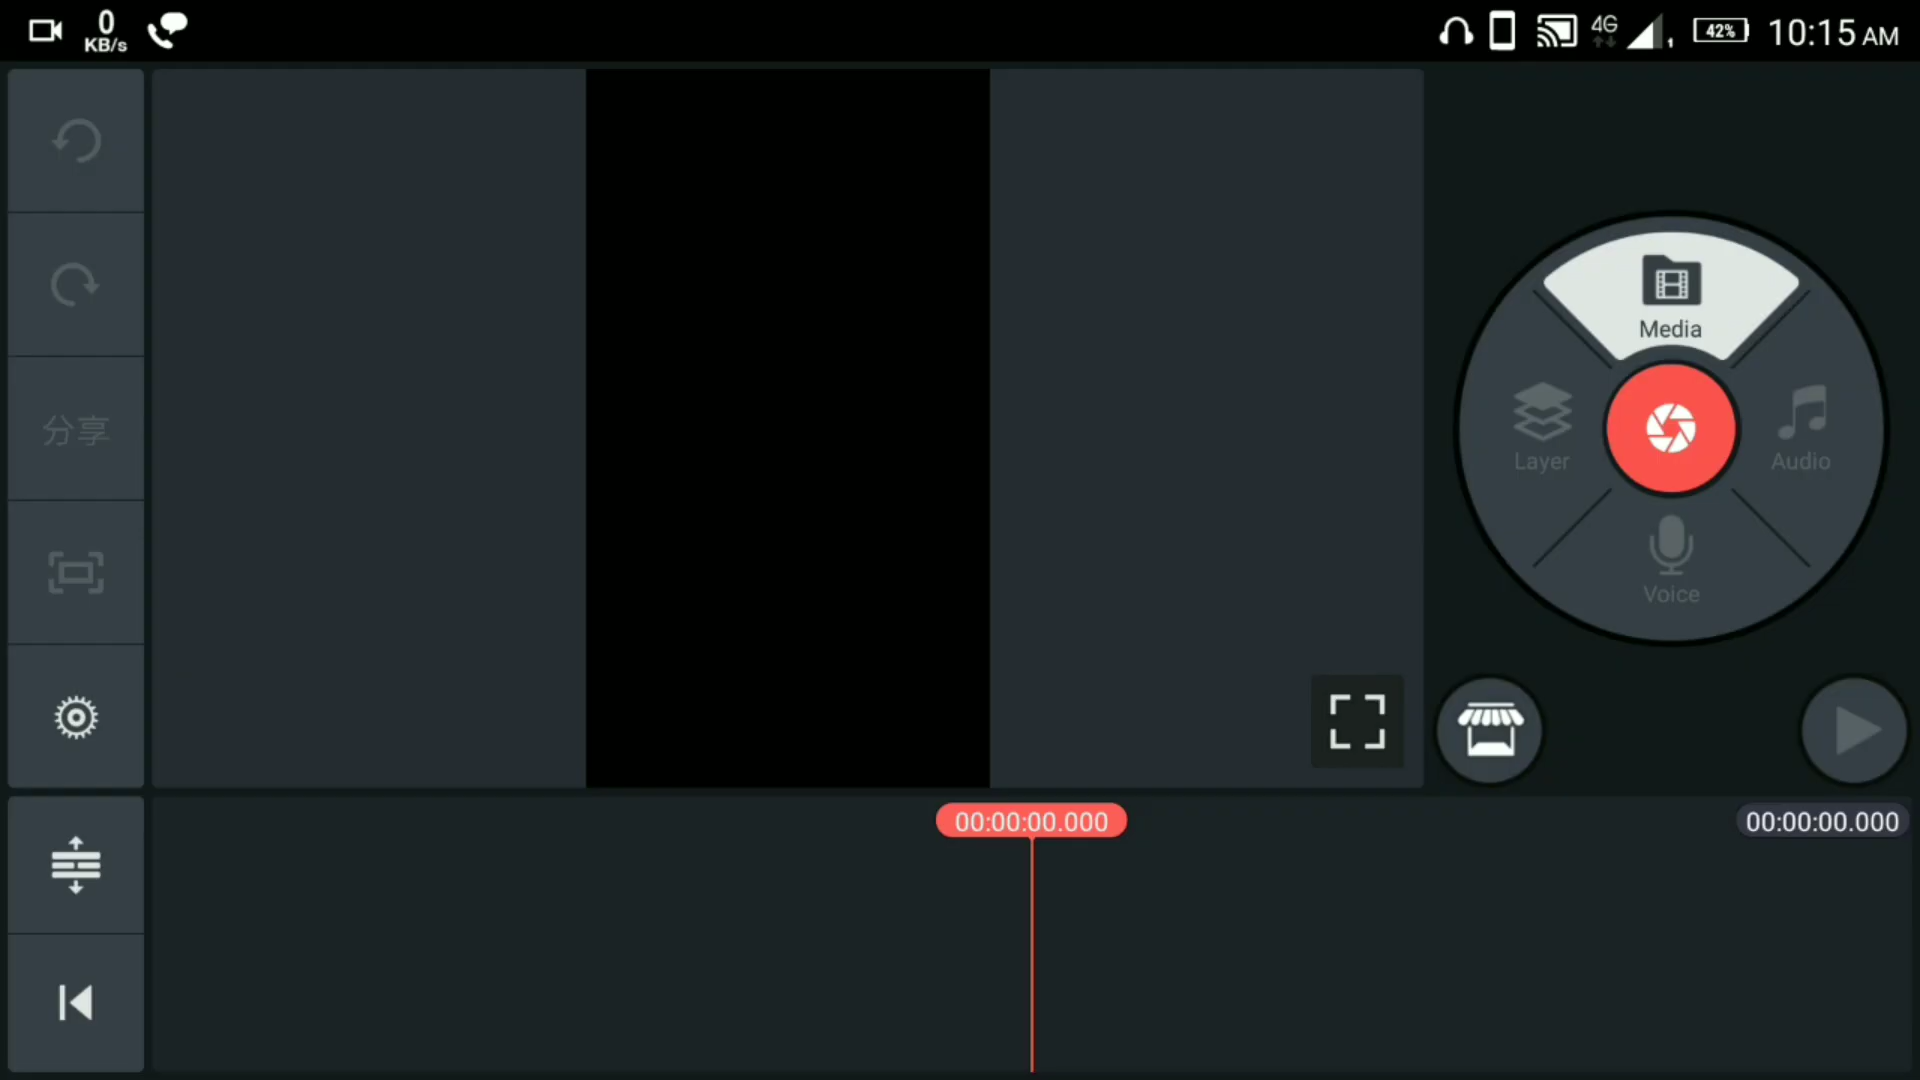 0
KB/s
4G
1
42%
10:15 AM
分享
Media
Layer
Audio
Voice
00:00:00.000
00:00:00.000